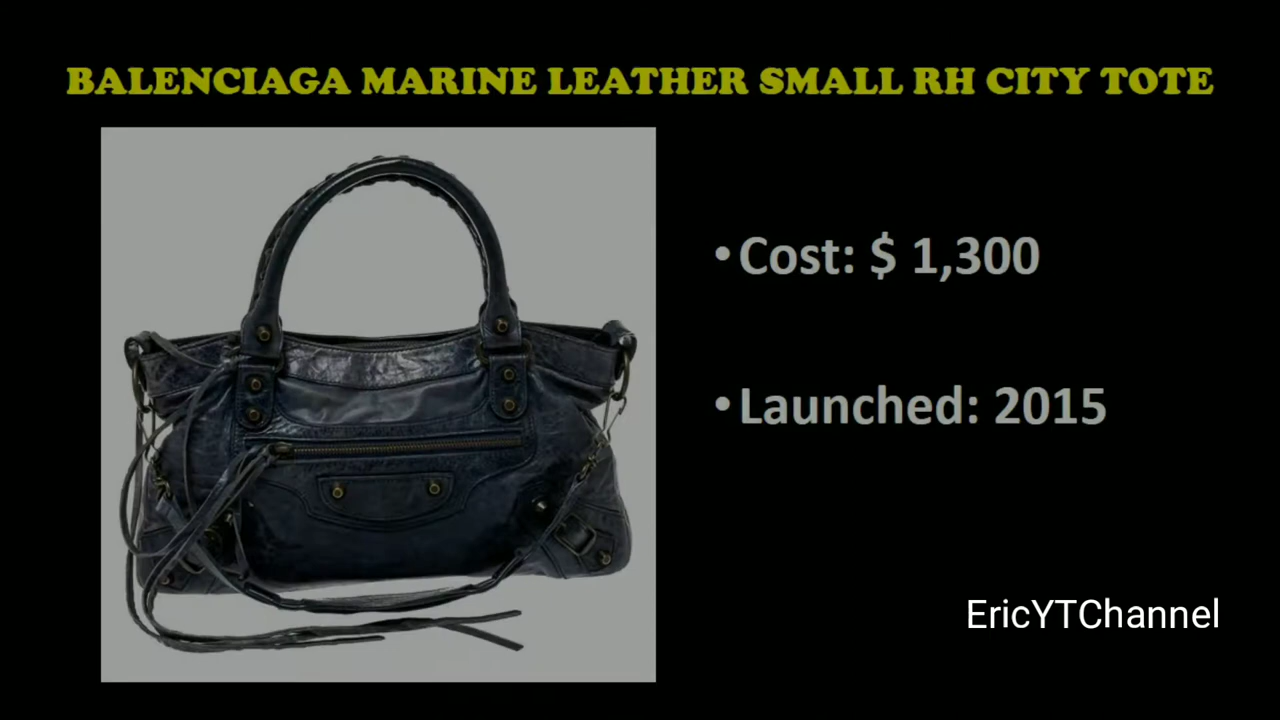 BALENCIAGA MARINE LEATHER SMALL RH CITY TOTE
•Cost: $ 1,300
•Launched: 2015
EricYTChannel